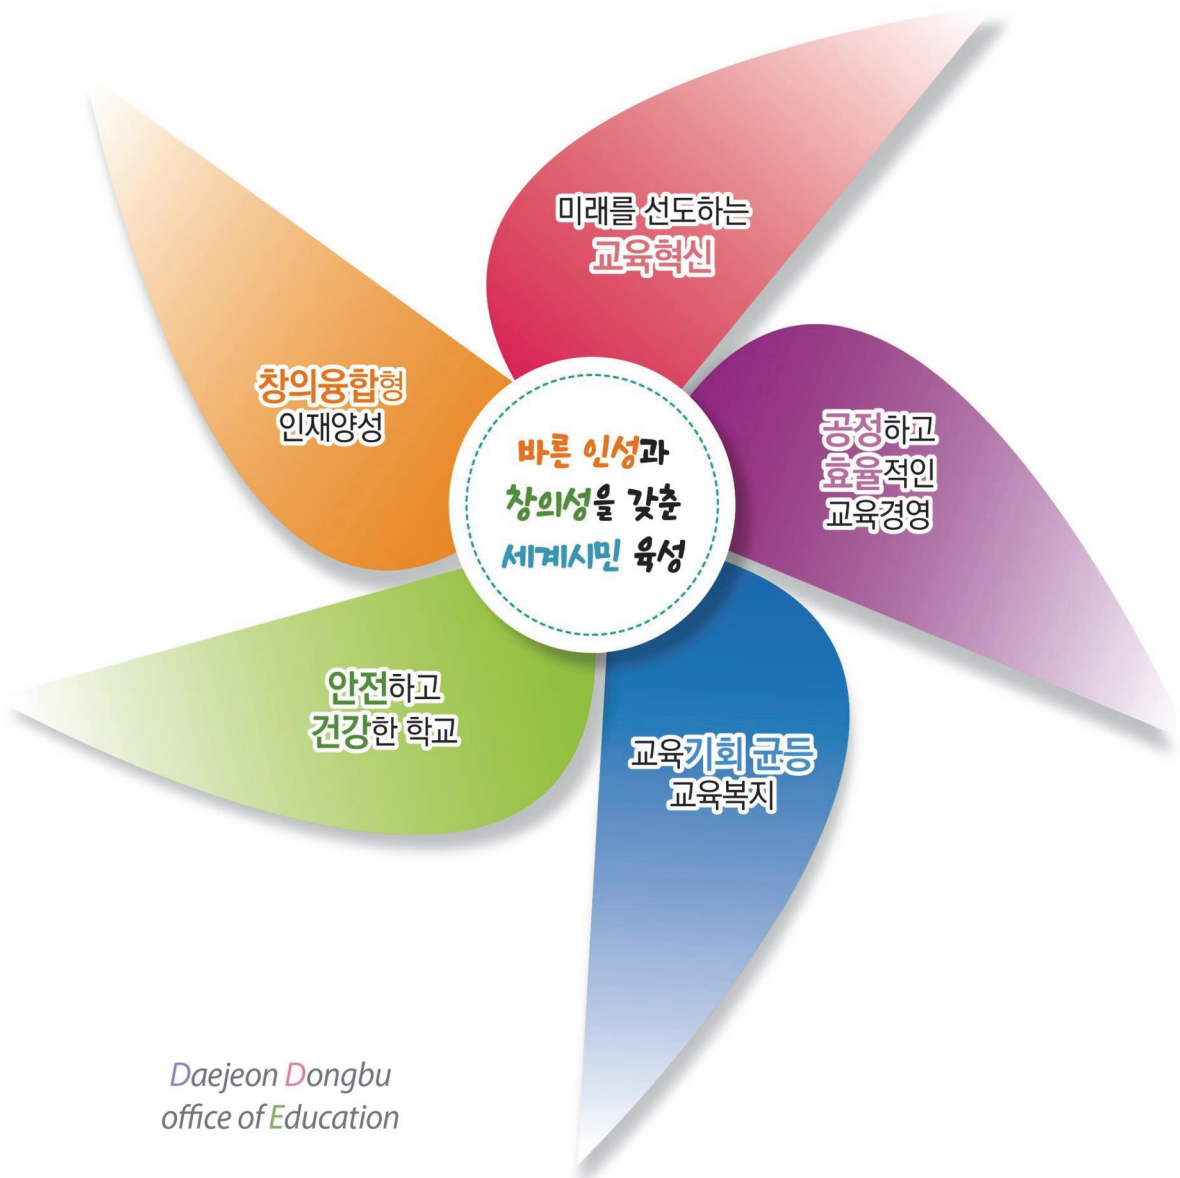 미래를 선도하는
교육혁신
창의융합형
인재양성
공정하고
효율적인
교육경영
바른 인성과
창의성을 갖춘
세계시민 육성
안전하고
건강한 학교
교육기회 균등
교육복지
Daejeon Dongbu
office of Education